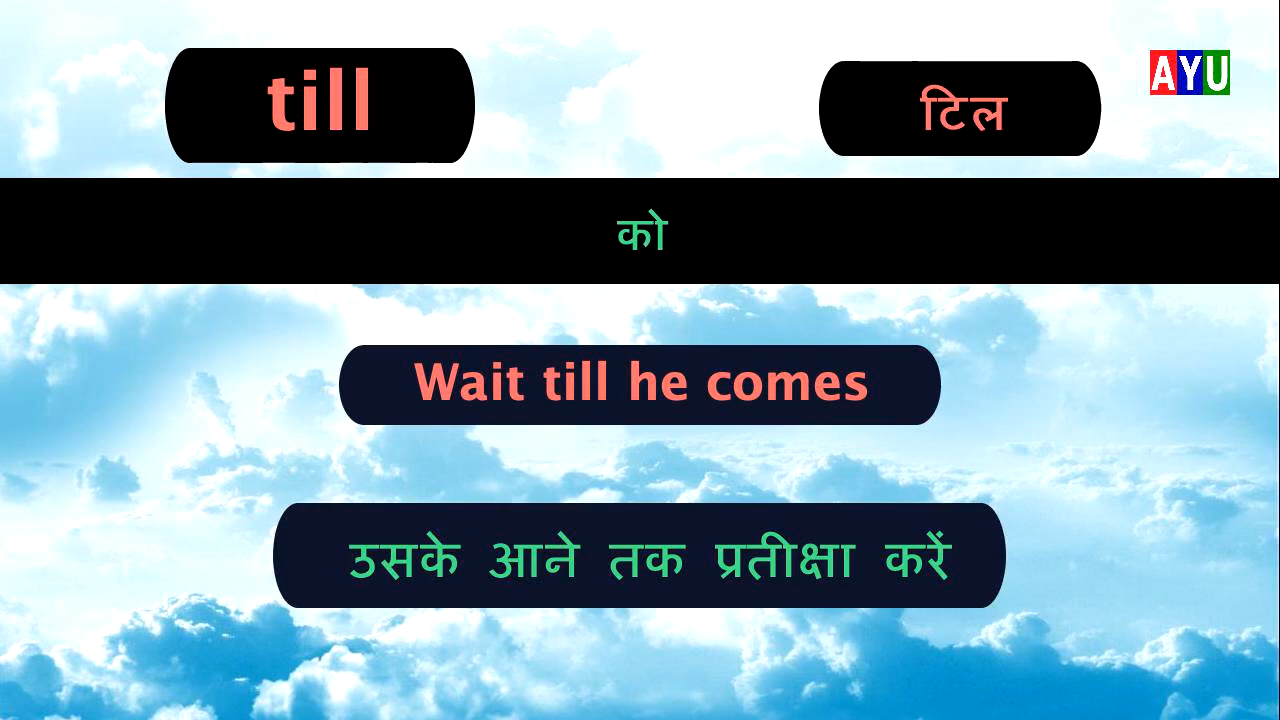 till
टिल
AYU
को
Wait till he comes
उसके आने तक प्रतीक्षा करें